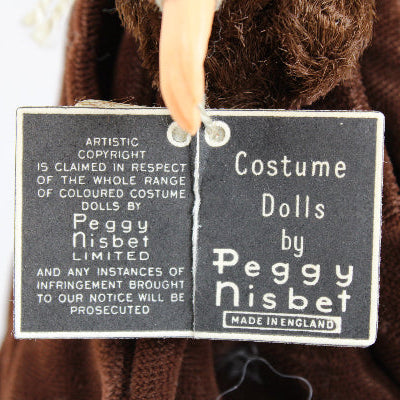 ARTISTIC
COPYRIGHT
IS CLAIMED IN RESPECT
OF THE WHOLE RANGE
OF COLOURED COSTUME
DOLLS BY
Peggy
Nisbet
LIMITED
AND ANY INSTANCES OF
INFRINGEMENT BROUGHT
TO OUR NOTICE WILL BE
PROSECUTED
Costume
Dolls
by
Peggy
Nisbet
MADE IN ENGLAND